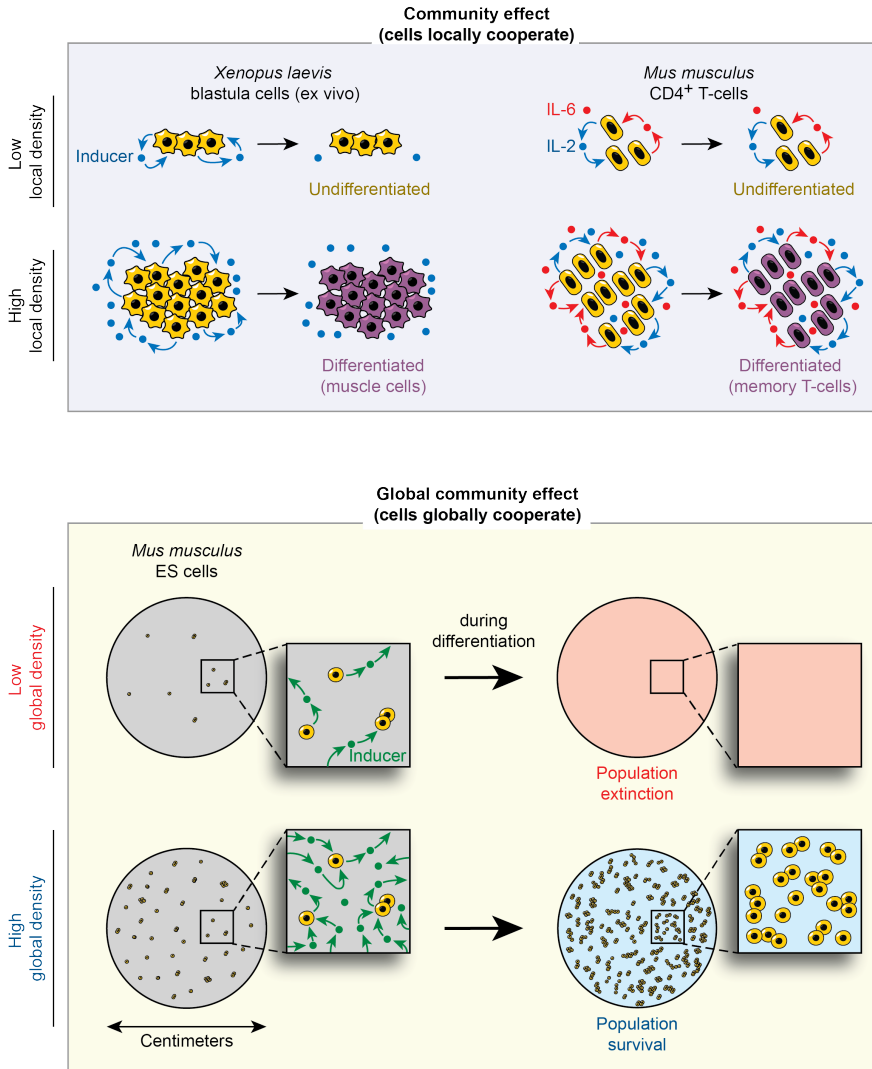 Community effect
(cells locally cooperate)
Xenopus laevis
blastula cells (ex vivo)
Mus musculus
CD4+ T-cells
Low
local density
Inducer
Undifferentiated
IL-6
IL-2
Undifferentiated
High
local density
Differentiated
(muscle cells)
Differentiated
(memory T-cells)
Global community effect
(cells globally cooperate)
Mus musculus
ES cells
Low
global density
Inducer
during
differentiation
Population
extinction
High
global density
Centimeters
Population
survival